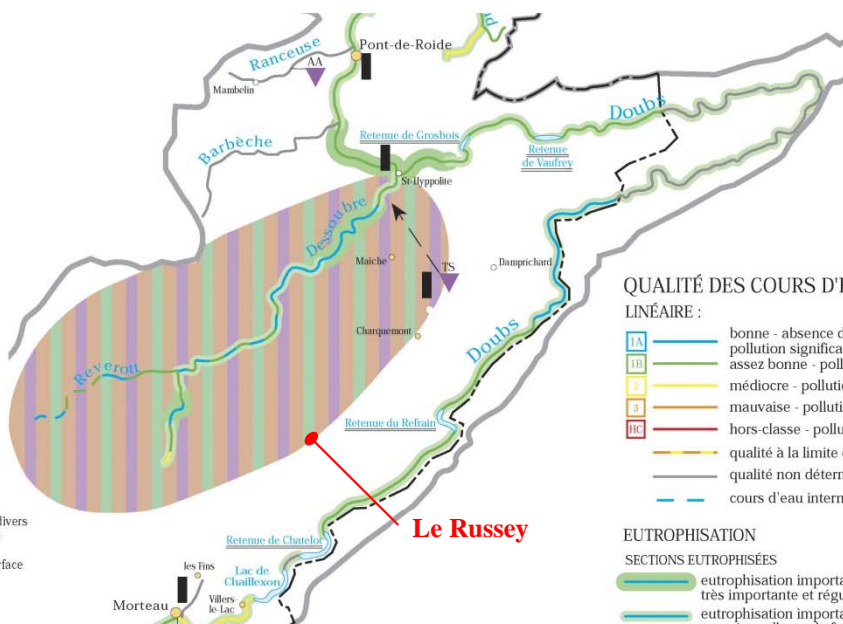 Ranceuse
AA
Pont-de-Roide
Mambelin
Barbèche
Retenue de Grosbois
Doubs
Retenue
de Vaufrey
St-Hyppolite
Dessoubre
Maîche
TS
Damprichard
Charquemont
Doubs
Reverott
Retenue du Refrain
Le Russey
Retenue de Chatelot
les Fins
Lac de
Chaillexon
Morteau
Villers-
le-Lac
QUALITÉ DES COURS D'E
LINÉAIRE :
1A bonne - absence d
pollution significa
1B assez bonne - poll
2 médiocre - polluti
3 mauvaise - polluti
HC hors-classe - pollu
qualité à la limite
qualité non déterm
cours d'eau interm
EUTROPHISATION
SECTIONS EUTROPHISÉES
eutrophisation importa
très importante et régu
eutrophisation importa